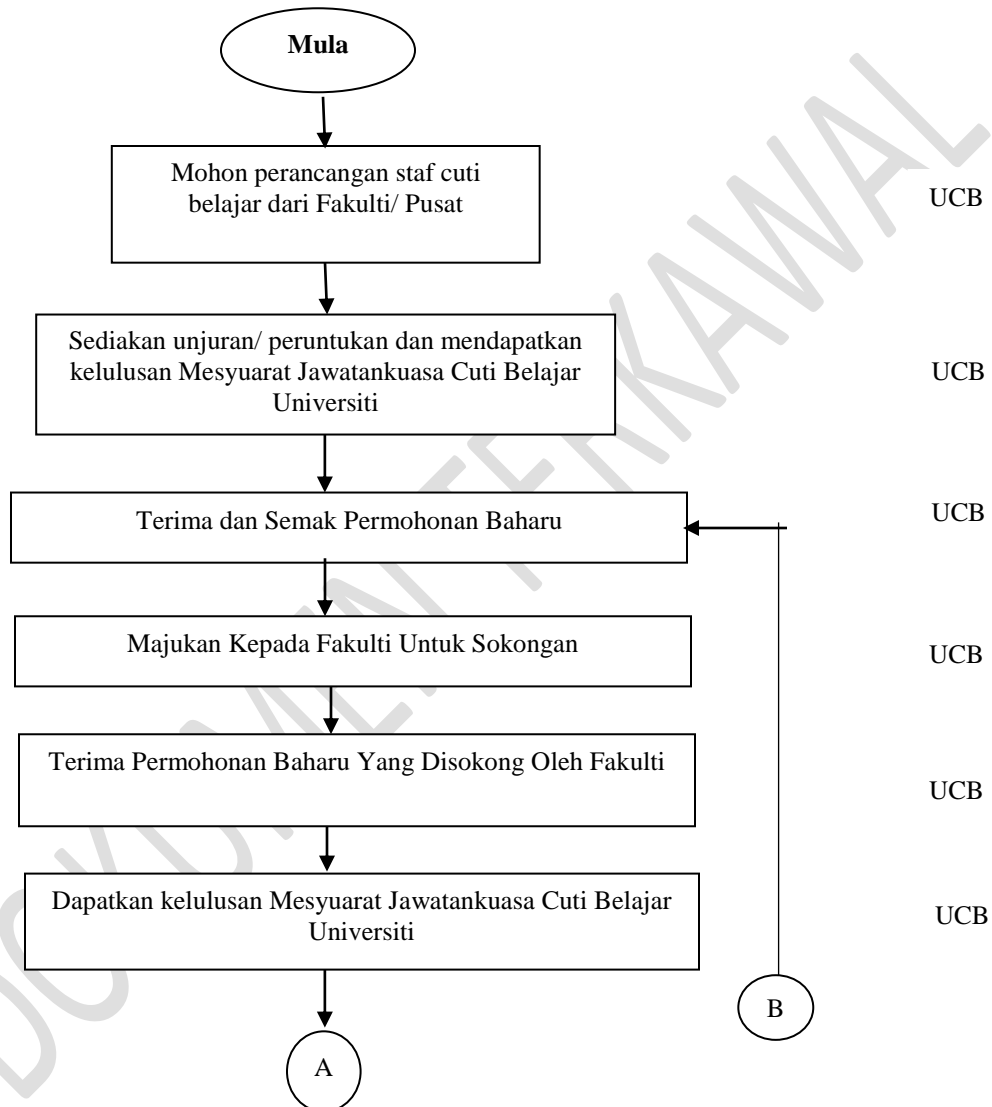 Mula
Mohon perancangan staf cuti
belajar dari Fakulti/ Pusat
UCB
Sediakan unjuran/ peruntukan dan mendapatkan
kelulusan Mesyuarat Jawatankuasa Cuti Belajar
Universiti
UCB
Terima dan Semak Permohonan Baharu
UCB
Majukan Kepada Fakulti Untuk Sokongan
UCB
Terima Permohonan Baharu Yang Disokong Oleh Fakulti
UCB
Dapatkan kelulusan Mesyuarat Jawatankuasa Cuti Belajar
Universiti
UCB
B
A
DOKUMEN TERKAWAL